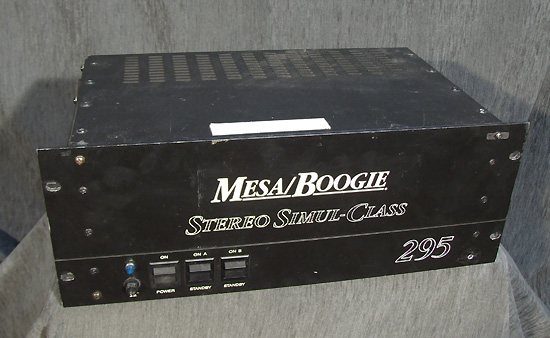 MESA/BOOGIE
STEREO SIMUL-CLASS
295
ON ON A ON B
POWER STANDBY STANDBY